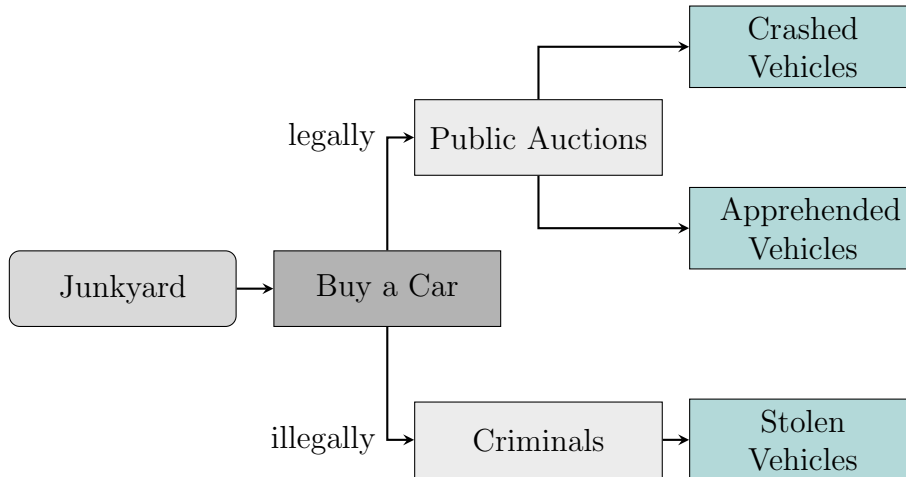 Crashed
Vehicles
legally
Public Auctions
Apprehended
Vehicles
Junkyard
Buy a Car
illegally
Criminals
Stolen
Vehicles